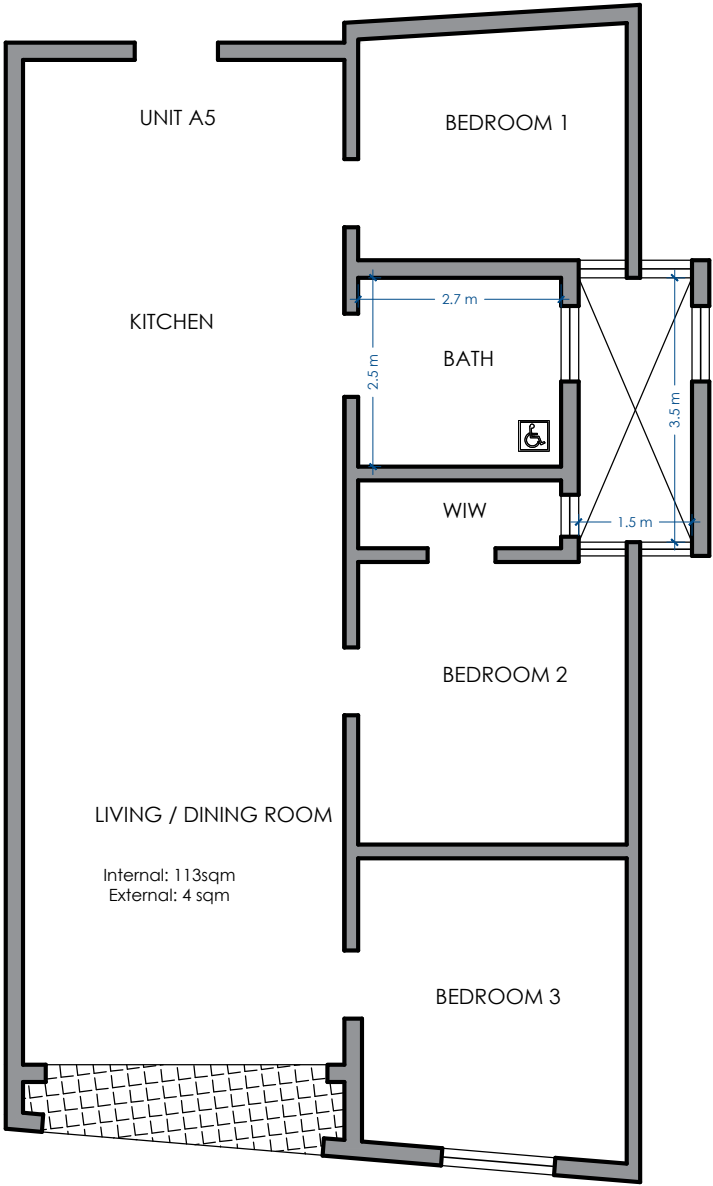 UNIT A5
BEDROOM 1
2.7 m
KITCHEN
BATH
2.5 m
3.5 m
WIW
1.5 m
BEDROOM 2
LIVING / DINING ROOM
Internal: 113sqm
External: 4 sqm
BEDROOM 3